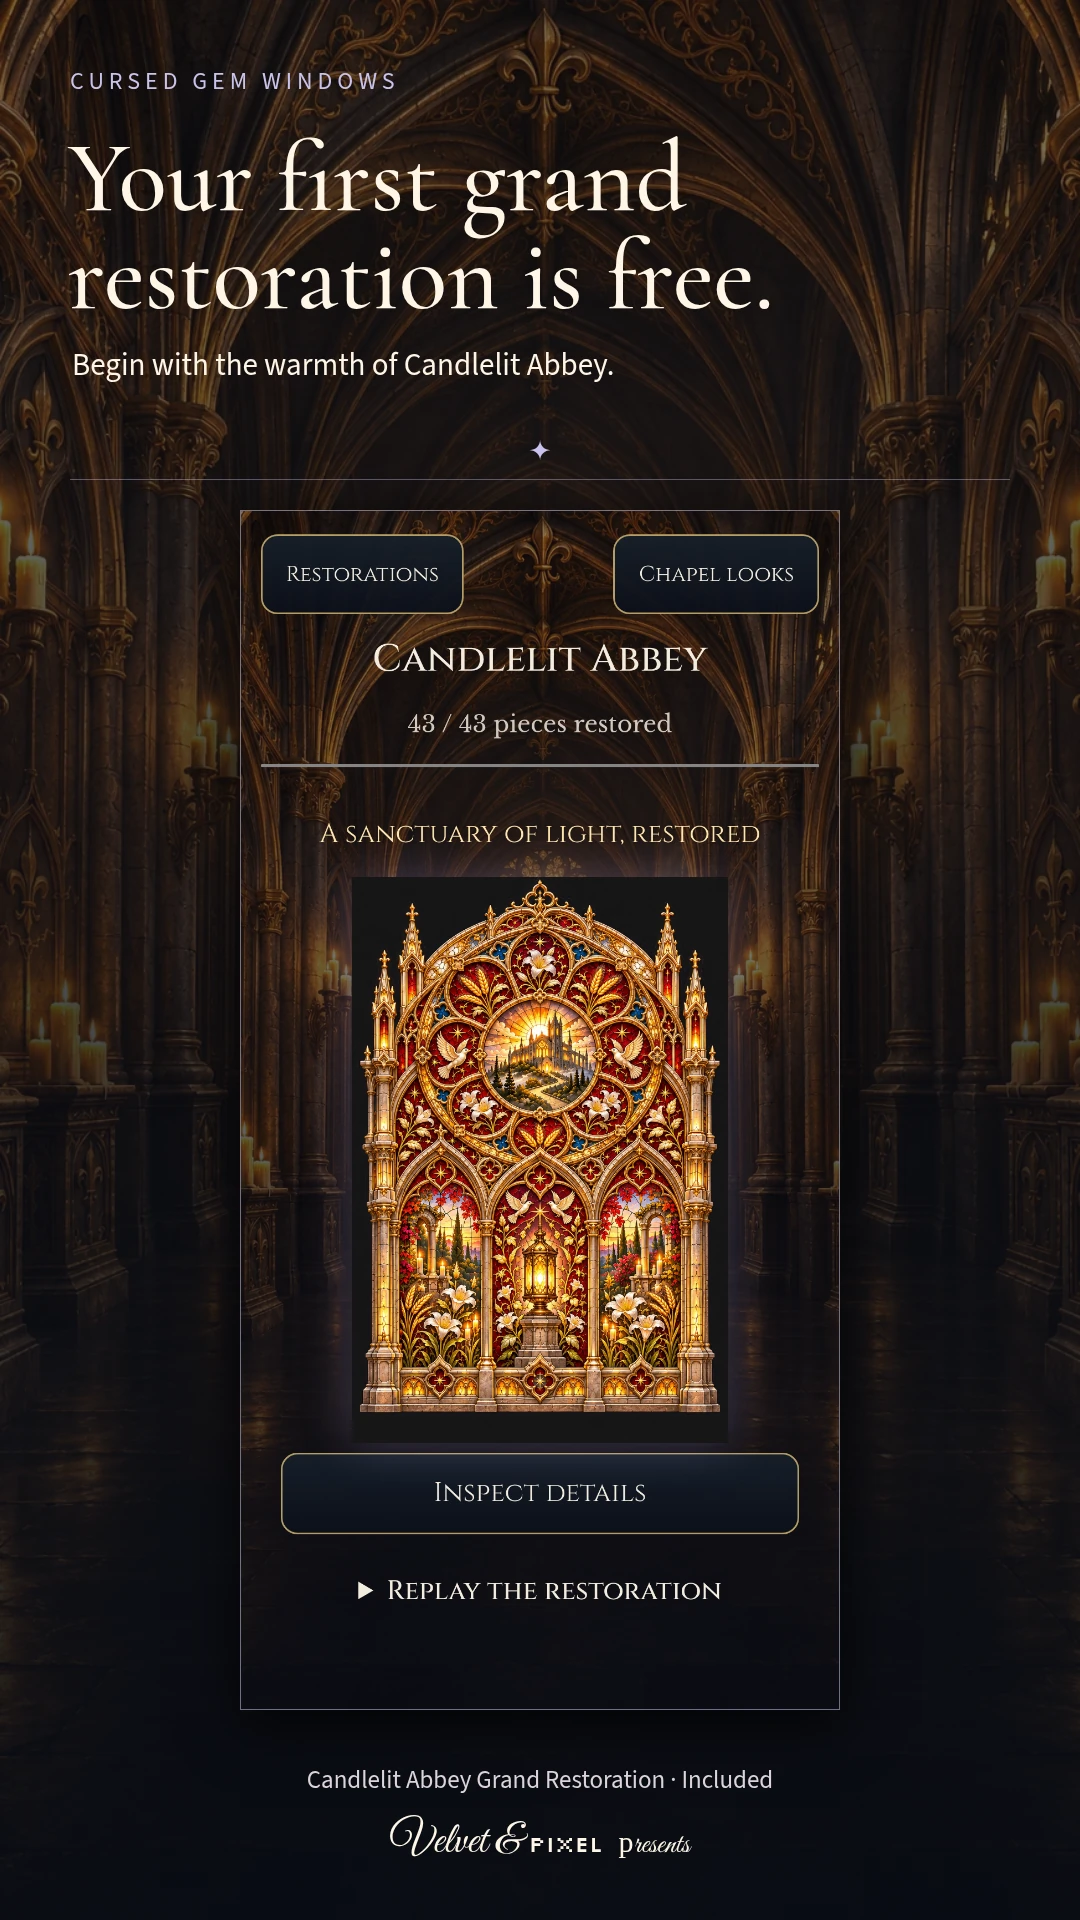 CURSED GEM WINDOWS
Your first grand
restoration is free.
Begin with the warmth of Candlelit Abbey.
Restorations
Chapel looks
Candlelit Abbey
43 / 43 pieces restored
A sanctuary of light, restored
Inspect details
Replay the restoration
Candlelit Abbey Grand Restoration · Included
Velvet & PIXEL presents